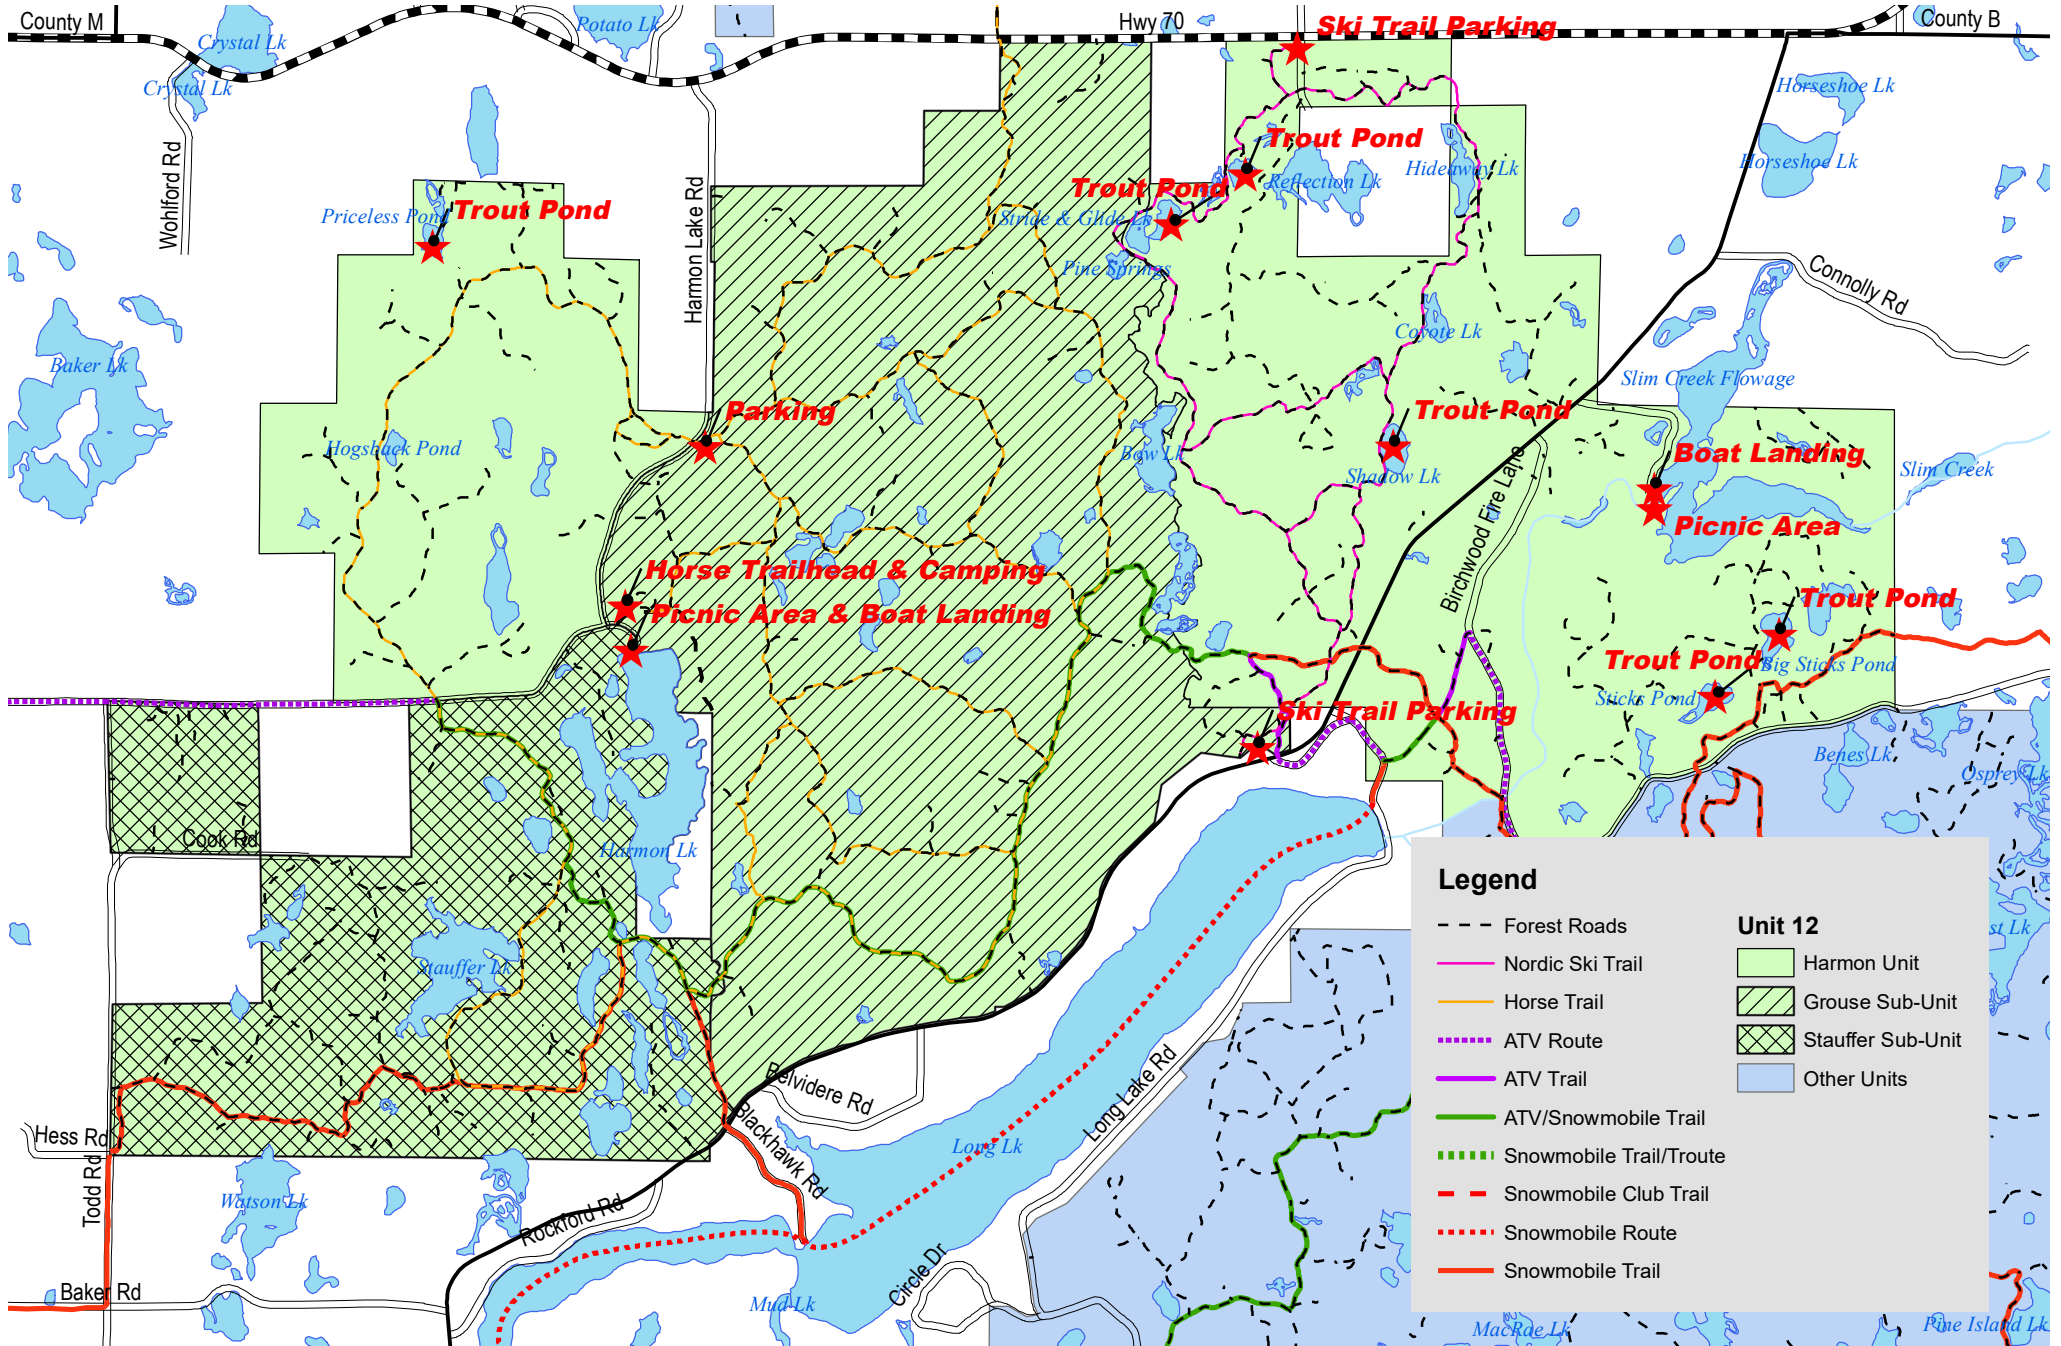 County M
Crystal Lk
Potato Lk
Hwy 70
Ski Trail Parking
County B
Crystal Lk
Horseshoe Lk
Wohlford Rd
Trout Pond
Horseshoe Lk
Hideaway Lk
Reflection Lk
Trout Pond
Priceless Pond
Trout Pond
Stride & Glide Lk
Pine Springs
Harmon Lake Rd
Connolly Rd
Coyote Lk
Baker Lk
Slim Creek Flowage
Parking
Trout Pond
Hogsback Pond
Bow Lk
Boat Landing
Slim Creek
Shadow Lk
Birchwood Fire Lane
Picnic Area
Horse Trailhead & Camping
Picnic Area & Boat Landing
Trout Pond
Trout Pond
Big Sticks Pond
Sticks Pond
Ski Trail Parking
Benes Lk
Osprey Lk
Cook Rd
Harmon Lk
Stauffer Lk
st Lk
Belvidere Rd
Blackhawk Rd
Long Lake Rd
Long Lk
Hess Rd
Todd Rd
Watson Lk
Rockford Rd
Circle Dr
Baker Rd
Mud Lk
MacRae Lk
Pine Island Lk
Legend
Forest Roads
Nordic Ski Trail
Horse Trail
ATV Route
ATV Trail
ATV/Snowmobile Trail
Snowmobile Trail/Troute
Snowmobile Club Trail
Snowmobile Route
Snowmobile Trail
Unit 12
Harmon Unit
Grouse Sub-Unit
Stauffer Sub-Unit
Other Units